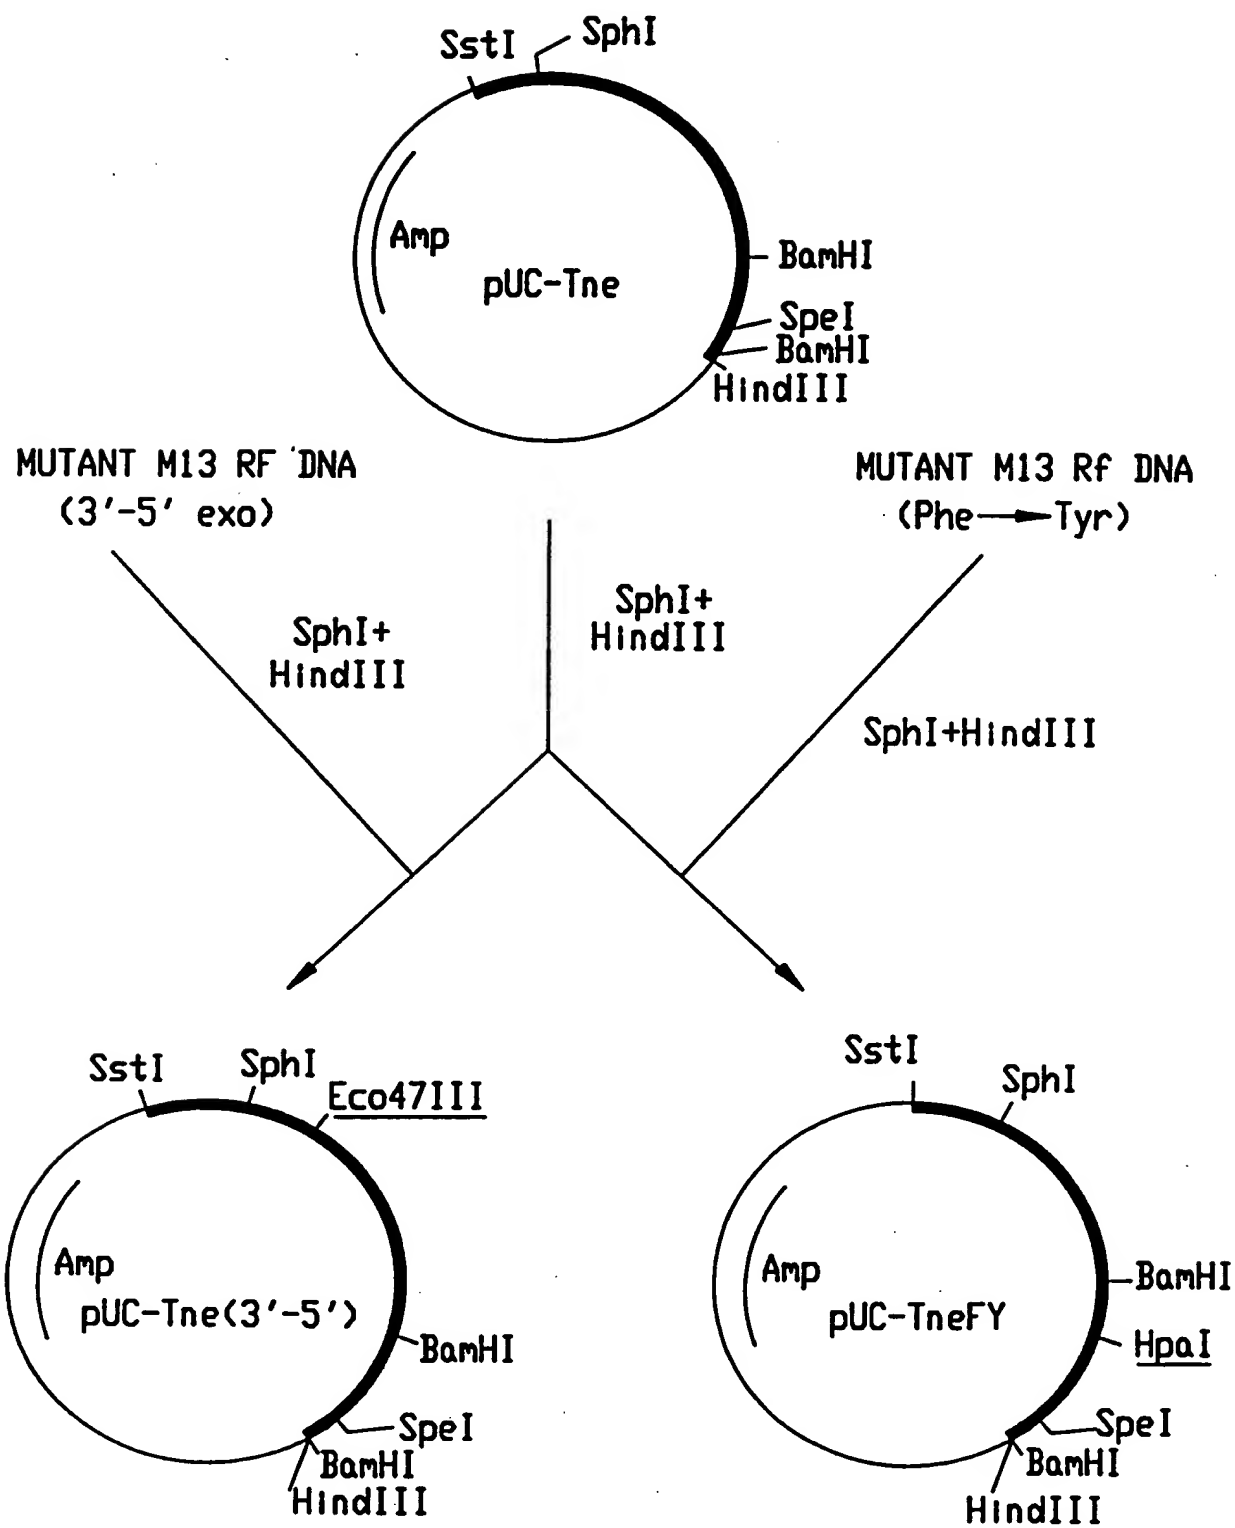 SstI
SphI
Amp
pUC-Tne
BamHI
SpeI
BamHI
HindIII
MUTANT M13 RF DNA
(3'-5' exo)
MUTANT M13 Rf DNA
(Phe→Tyr)
SphI+
HindIII
SphI+
HindIII
SphI+HindIII
SstI
SphI
Eco47III
Amp
pUC-Tne(3'-5')
BamHI
SpeI
BamHI
HindIII
SstI
SphI
Amp
pUC-TneFY
BamHI
HpaI
SpeI
BamHI
HindIII